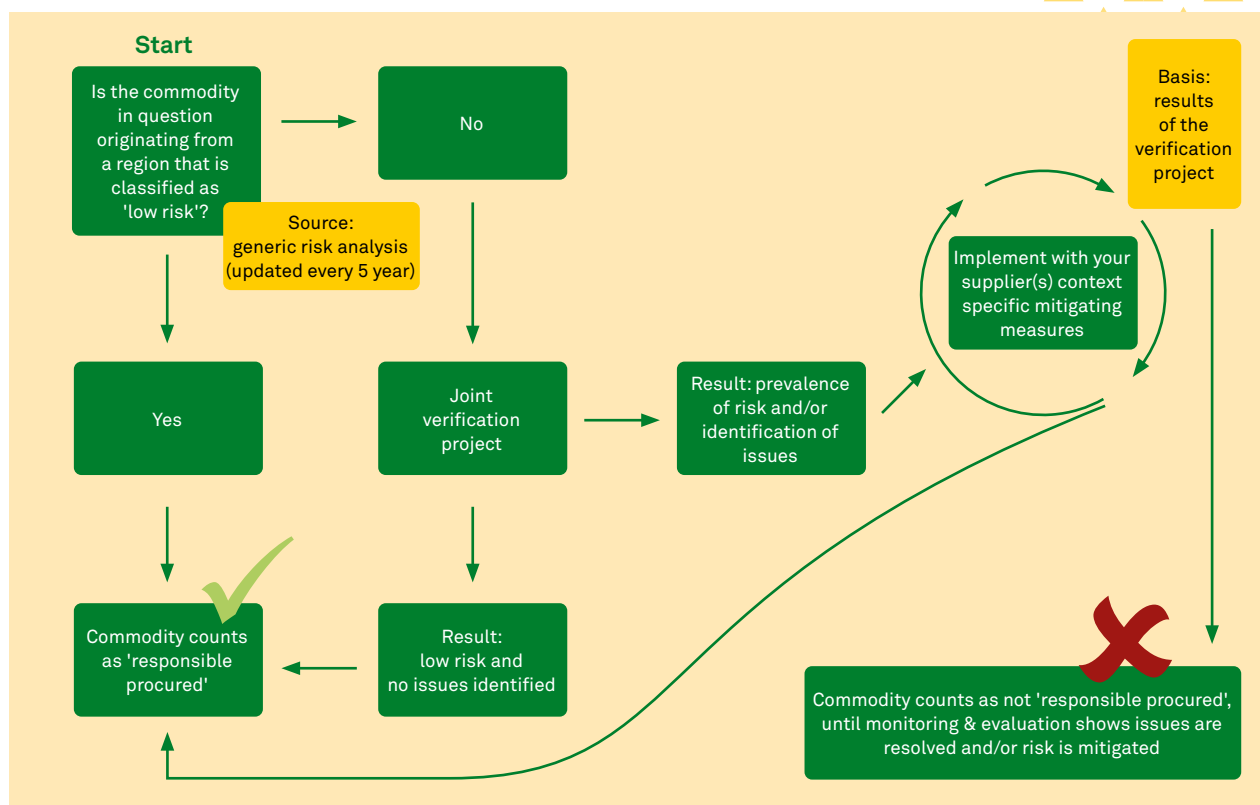 Start
Is the commodity
in question
originating from
a region that is
classified as
'low risk'?
No
Source:
generic risk analysis
(updated every 5 year)
Basis:
results
of the
verification
project
Implement with your
supplier(s) context
specific mitigating
measures
Yes
Joint
verification
project
Result: prevalence
of risk and/or
identification of
issues
Commodity counts
as 'responsible
procured'
Result:
low risk and
no issues identified
Commodity counts as not 'responsible procured',
until monitoring & evaluation shows issues are
resolved and/or risk is mitigated